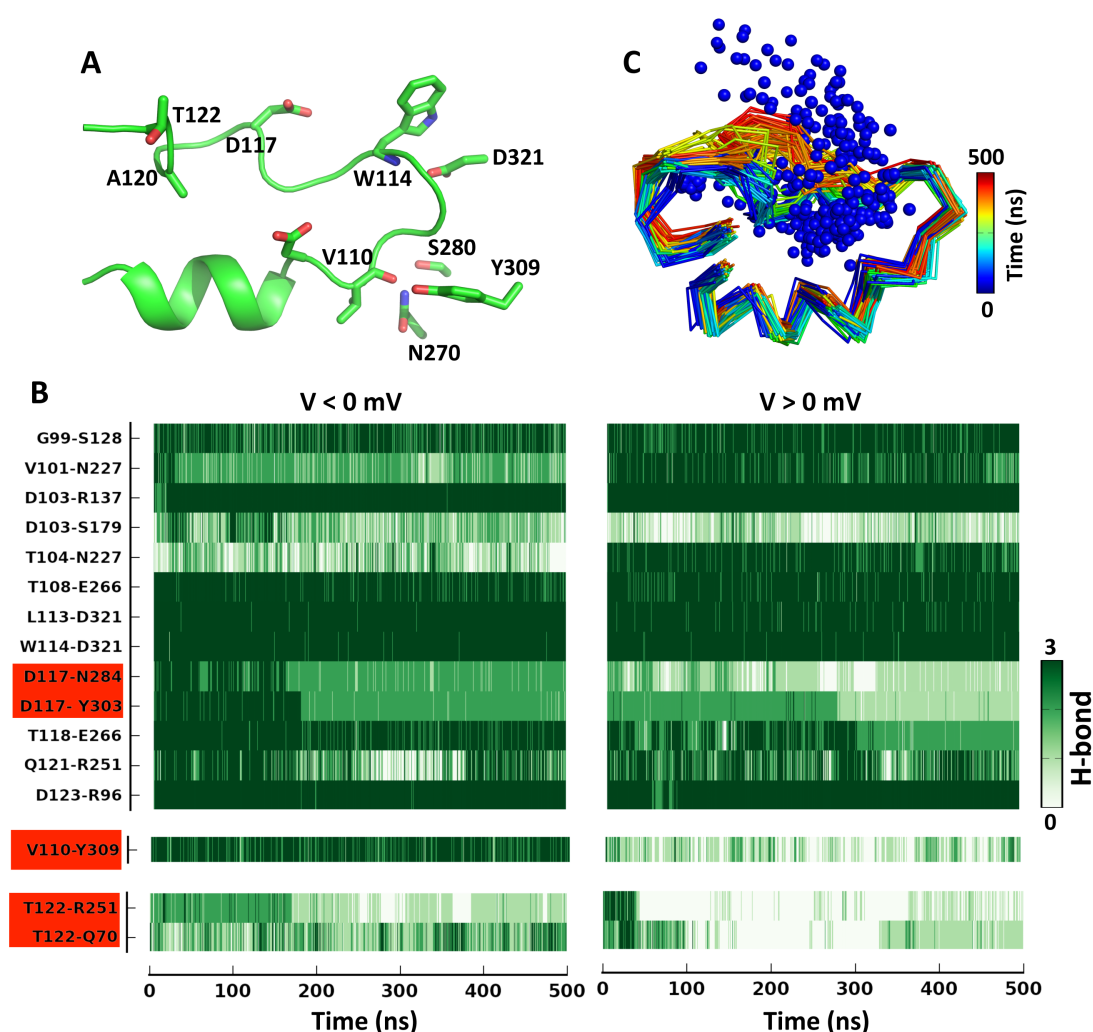 A
T122
D117
A120
W114
D321
V110
S280
Y309
N270
C
500
Time (ns)
0
B
V < 0 mV
V > 0 mV
G99-S128
V101-N227
D103-R137
D103-S179
T104-N227
T108-E266
L113-D321
W114-D321
D117-N284
D117- Y303
T118-E266
Q121-R251
D123-R96
V110-Y309
T122-R251
T122-Q70
3
H-bond
0
0 100 200 300 400 500
0 100 200 300 400 500
Time (ns)
Time (ns)